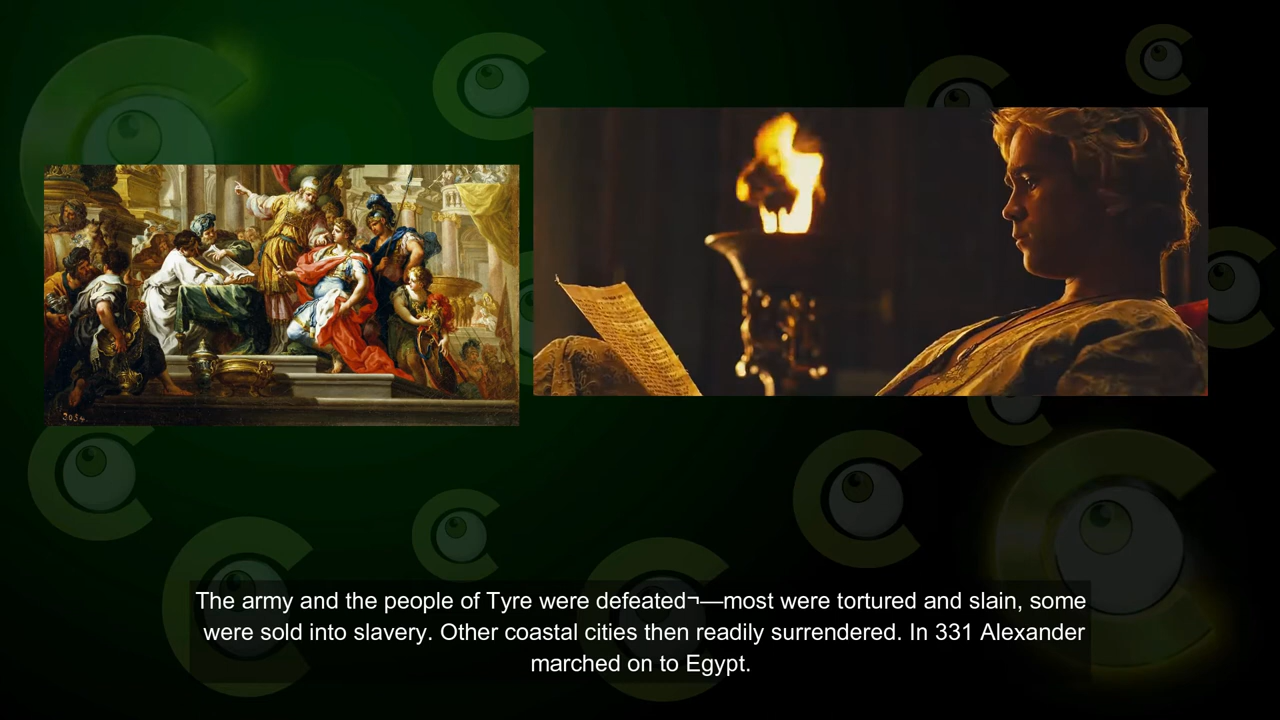 3054.
The army and the people of Tyre were defeated¬—most were tortured and slain, some
were sold into slavery. Other coastal cities then readily surrendered. In 331 Alexander
marched on to Egypt.